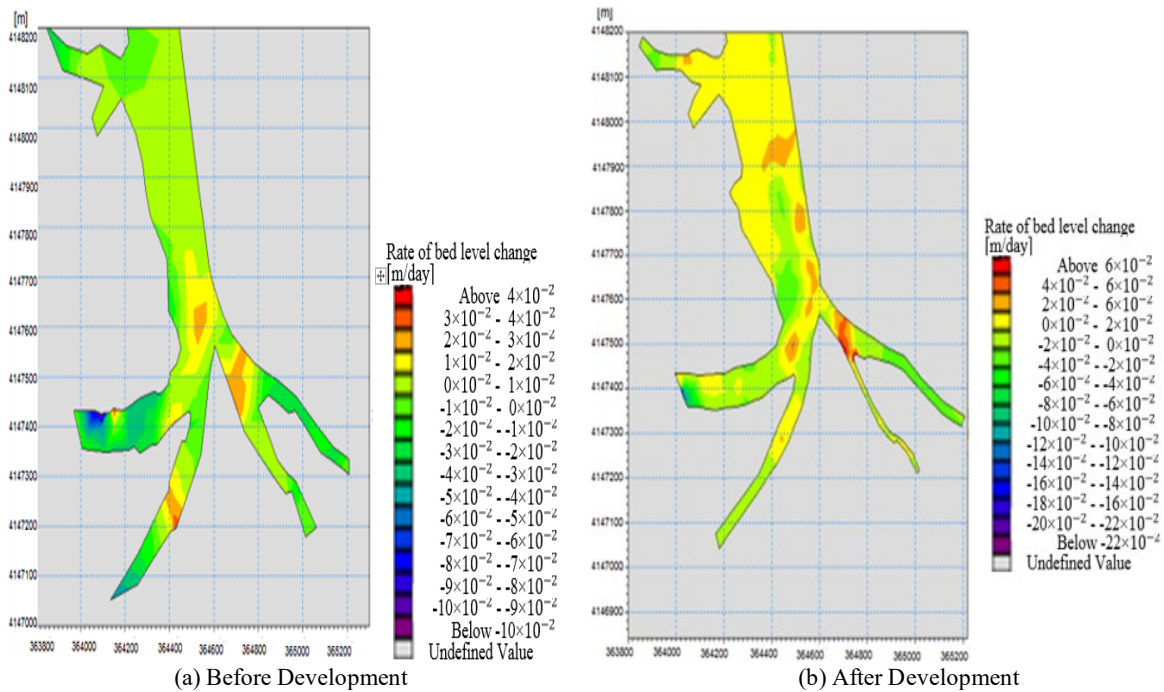 [m]
4148200
4148100
4148000
4147900
4147800
4147700
4147600
4147500
4147400
4147300
4147200
4147100
4147000
363800 364000 364200 364400 364600 364800 365000 365200
Rate of bed level change
[m/day]
Above 4×10⁻²
3×10⁻² - 4×10⁻²
2×10⁻² - 3×10⁻²
1×10⁻² - 2×10⁻²
0×10⁻² - 1×10⁻²
-1×10⁻² - 0×10⁻²
-2×10⁻² - -1×10⁻²
-3×10⁻² - -2×10⁻²
-4×10⁻² - -3×10⁻²
-5×10⁻² - -4×10⁻²
-6×10⁻² - -5×10⁻²
-7×10⁻² - -6×10⁻²
-8×10⁻² - -7×10⁻²
-9×10⁻² - -8×10⁻²
-10×10⁻² - -9×10⁻²
Below -10×10⁻²
Undefined Value
(a) Before Development
[m]
4148200
4148100
4148000
4147900
4147800
4147700
4147600
4147500
4147400
4147300
4147200
4147100
4147000
4146900
363800 364000 364200 364400 364600 364800 365000 365200
Rate of bed level change
[m/day]
Above 6×10⁻²
4×10⁻² - 6×10⁻²
2×10⁻² - 6×10⁻²
0×10⁻² - 2×10⁻²
-2×10⁻² - 0×10⁻²
-4×10⁻² - -2×10⁻²
-6×10⁻² - -4×10⁻²
-8×10⁻² - -6×10⁻²
-10×10⁻² - -8×10⁻²
-12×10⁻² - -10×10⁻²
-14×10⁻² - -12×10⁻²
-16×10⁻² - -14×10⁻²
-18×10⁻² - -16×10⁻²
-20×10⁻² - -22×10⁻²
Below -22×10⁻²
Undefined Value
(b) After Development